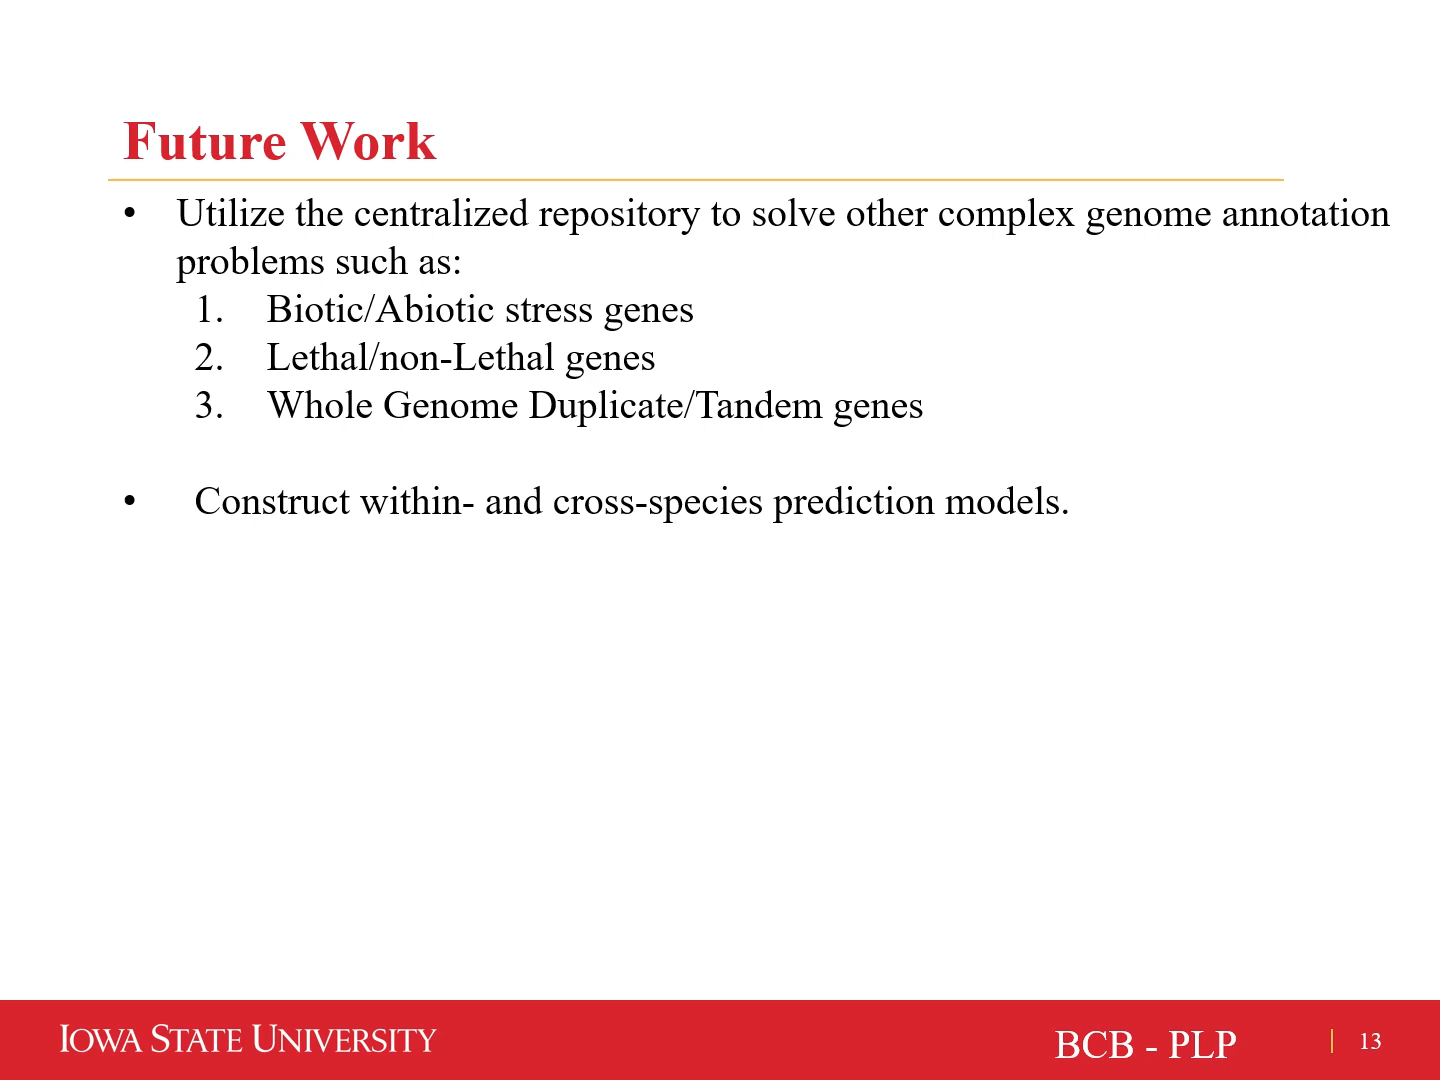 Future Work
• Utilize the centralized repository to solve other complex genome annotation
problems such as:
1. Biotic/Abiotic stress genes
2. Lethal/non-Lethal genes
3. Whole Genome Duplicate/Tandem genes
• Construct within- and cross-species prediction models.
IOWA STATE UNIVERSITY
BCB - PLP
13